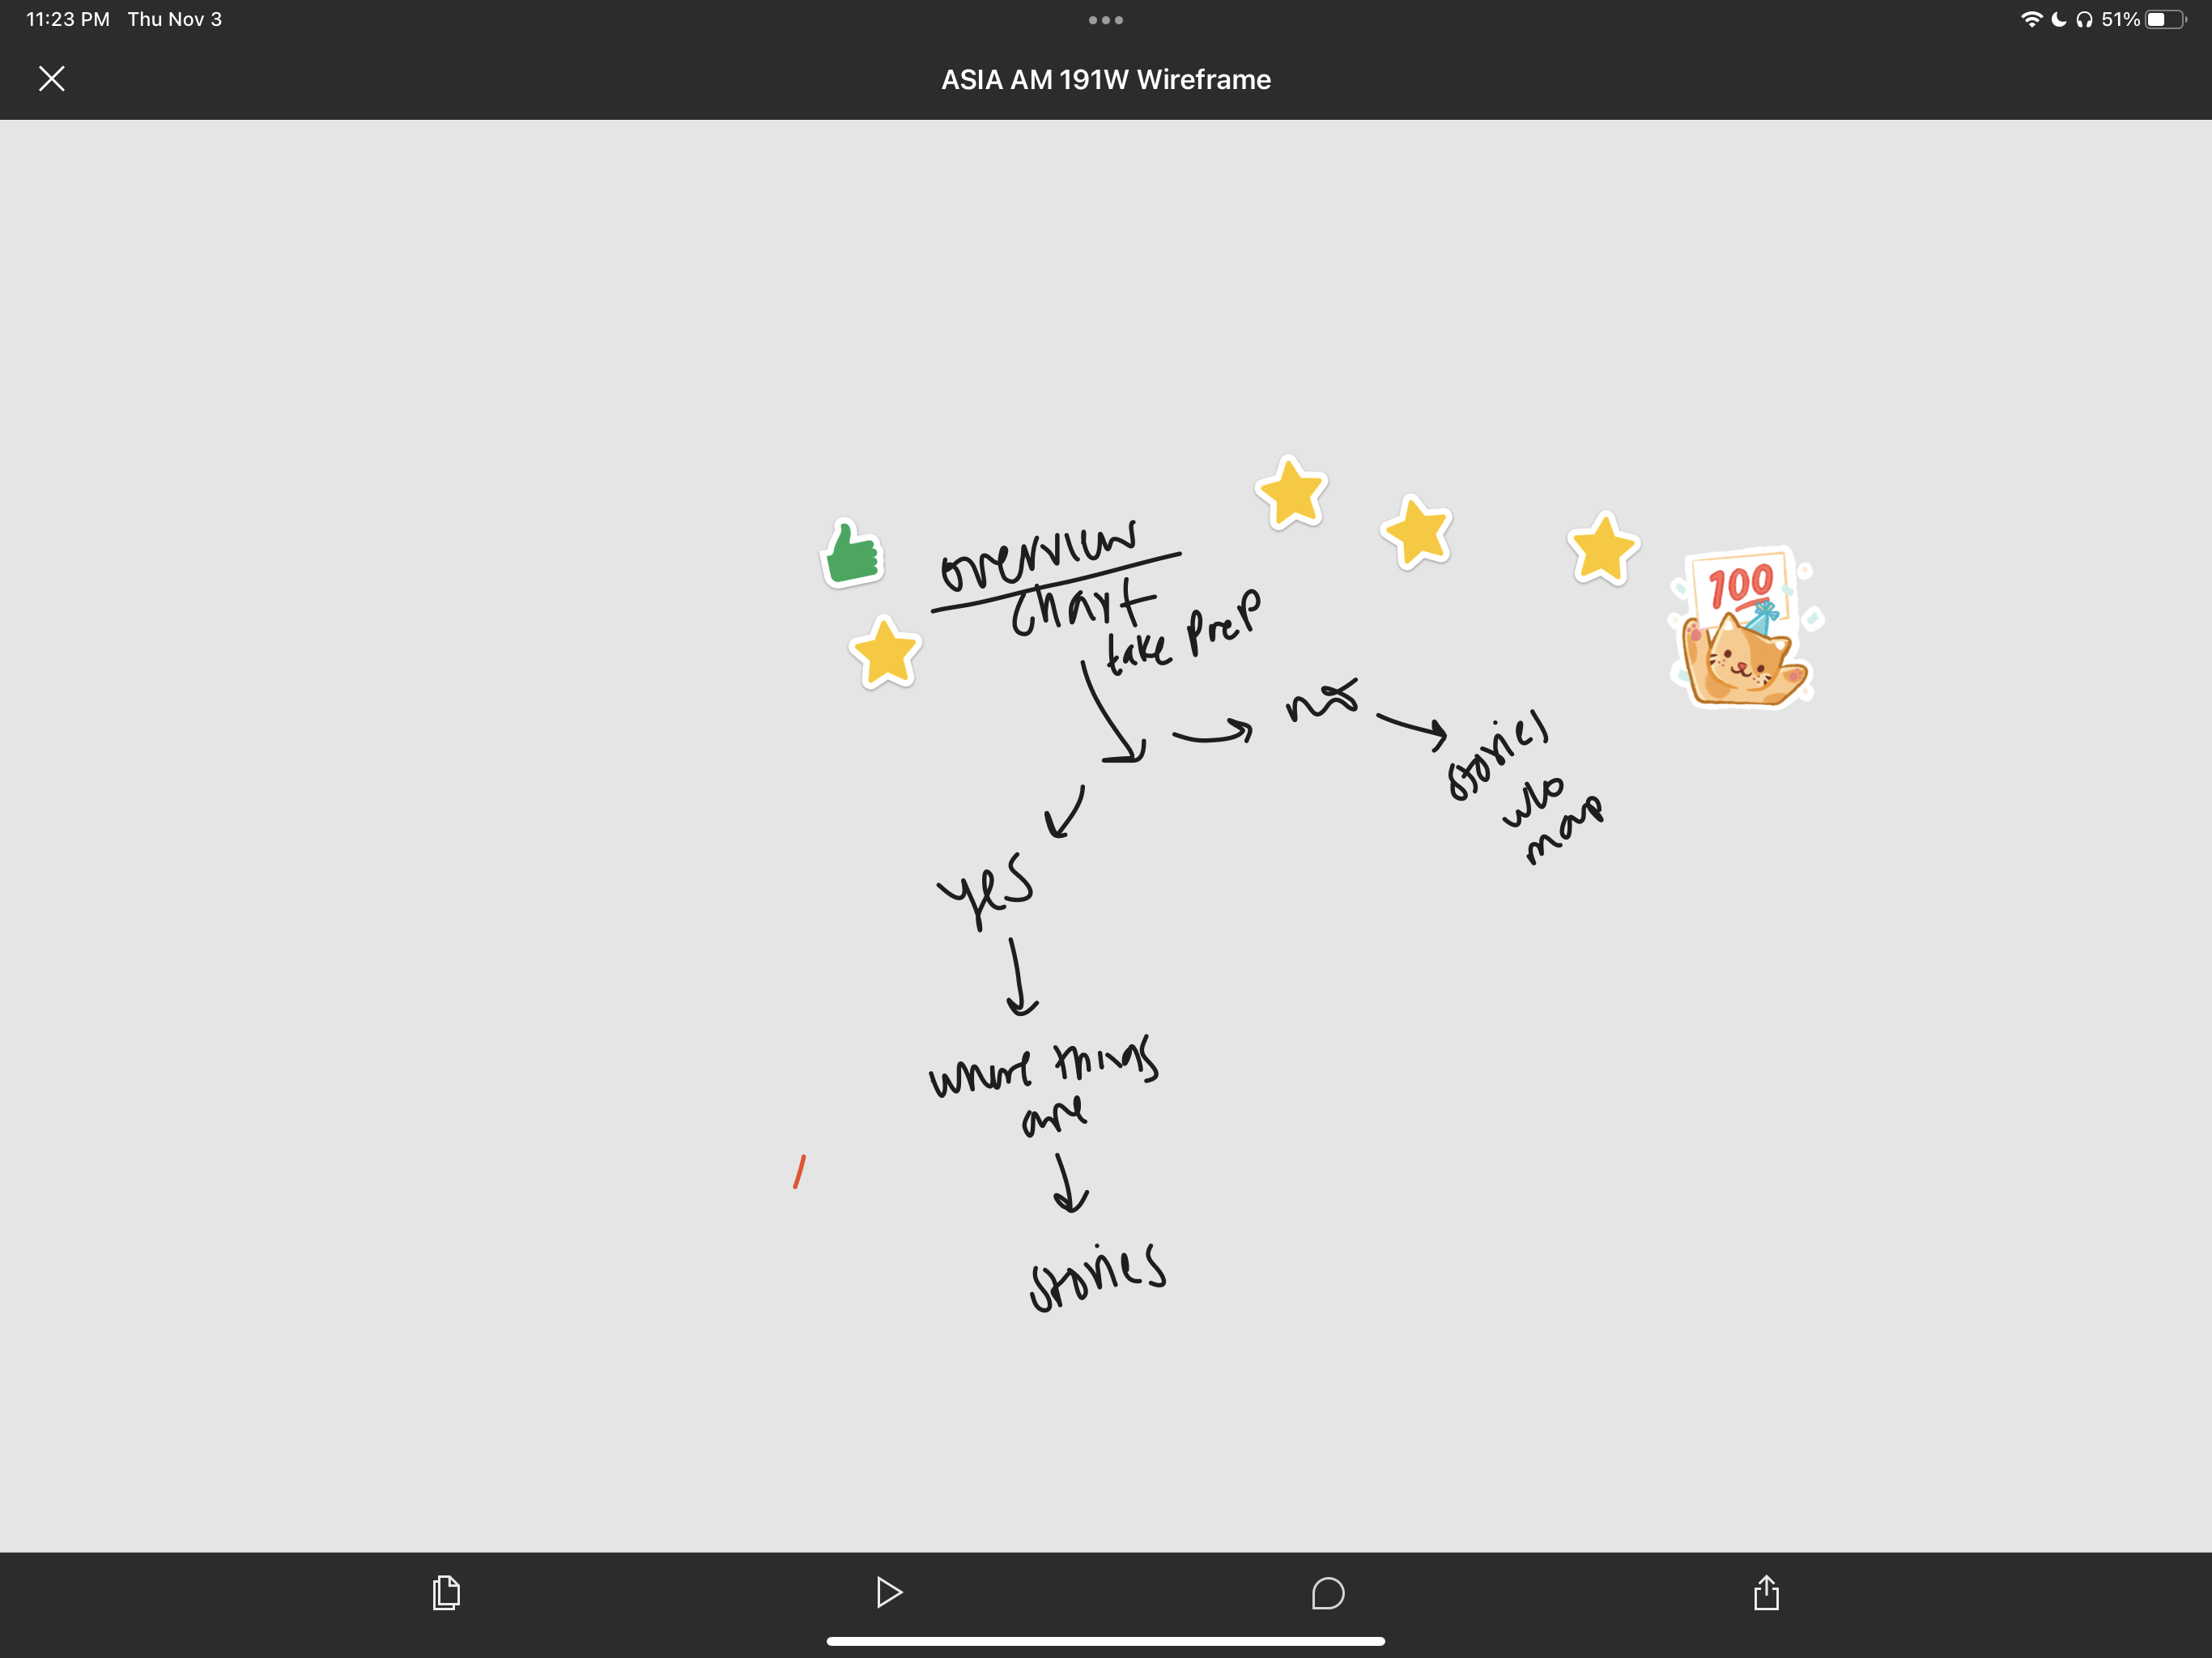 11:23 PM Thu Nov 3
51%
ASIA AM 191W Wireframe
overview
chart
take prep
no
stories
w/o
map
yes
where things
are
stories
100